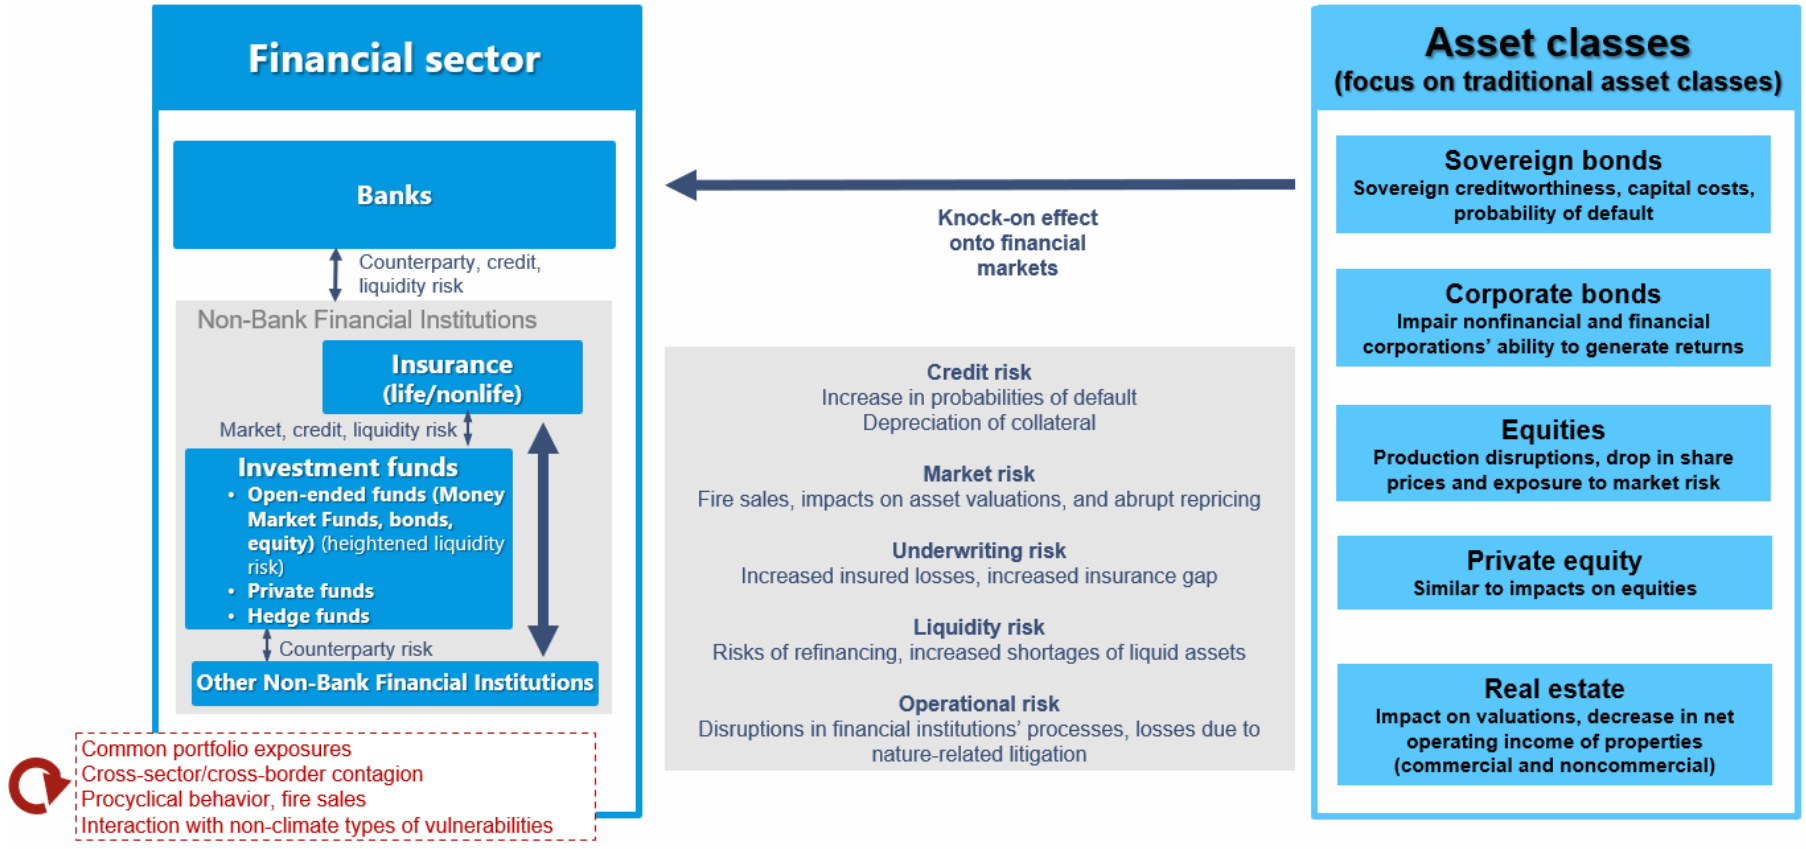 Financial sector
Banks
Counterparty, credit,
liquidity risk
Non-Bank Financial Institutions
Insurance
(life/nonlife)
Market, credit, liquidity risk
Investment funds
• Open-ended funds (Money
Market Funds, bonds,
equity) (heightened liquidity
risk)
• Private funds
• Hedge funds
Counterparty risk
Other Non-Bank Financial Institutions
Common portfolio exposures
Cross-sector/cross-border contagion
Procyclical behavior, fire sales
Interaction with non-climate types of vulnerabilities
Knock-on effect
onto financial
markets
Credit risk
Increase in probabilities of default
Depreciation of collateral
Market risk
Fire sales, impacts on asset valuations, and abrupt repricing
Underwriting risk
Increased insured losses, increased insurance gap
Liquidity risk
Risks of refinancing, increased shortages of liquid assets
Operational risk
Disruptions in financial institutions’ processes, losses due to
nature-related litigation
Asset classes
(focus on traditional asset classes)
Sovereign bonds
Sovereign creditworthiness, capital costs,
probability of default
Corporate bonds
Impair nonfinancial and financial
corporations’ ability to generate returns
Equities
Production disruptions, drop in share
prices and exposure to market risk
Private equity
Similar to impacts on equities
Real estate
Impact on valuations, decrease in net
operating income of properties
(commercial and noncommercial)